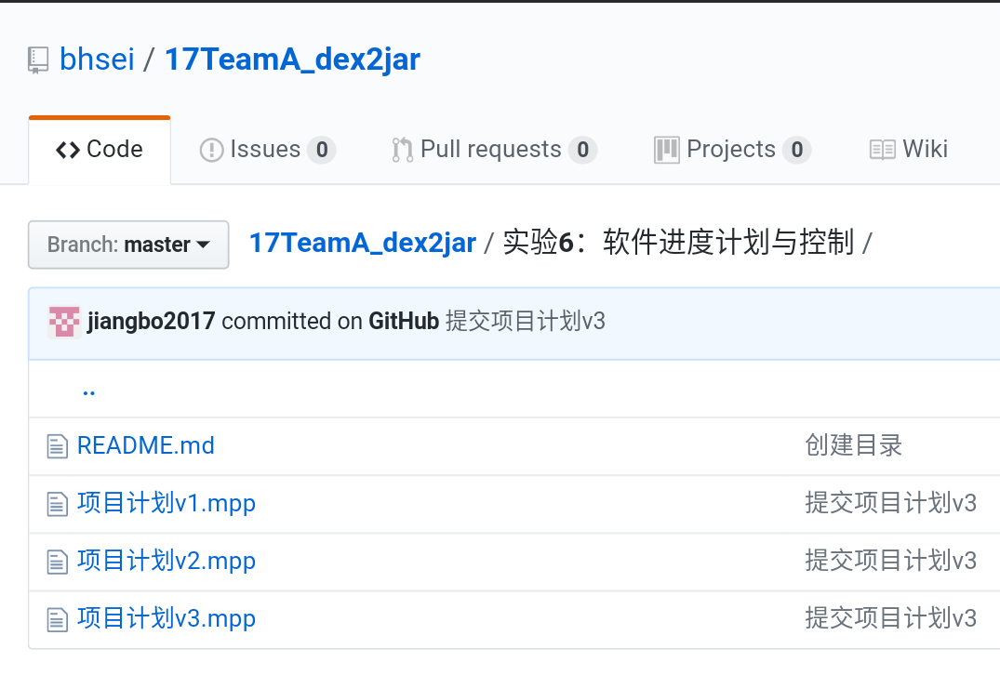 bhsei / 17TeamA_dex2jar
Code Issues 0 Pull requests 0 Projects 0 Wiki
Branch: master 17TeamA_dex2jar / 实验6：软件进度计划与控制 /
jiangbo2017 committed on GitHub 提交项目计划v3
..
README.md 创建目录
项目计划v1.mpp 提交项目计划v3
项目计划v2.mpp 提交项目计划v3
项目计划v3.mpp 提交项目计划v3